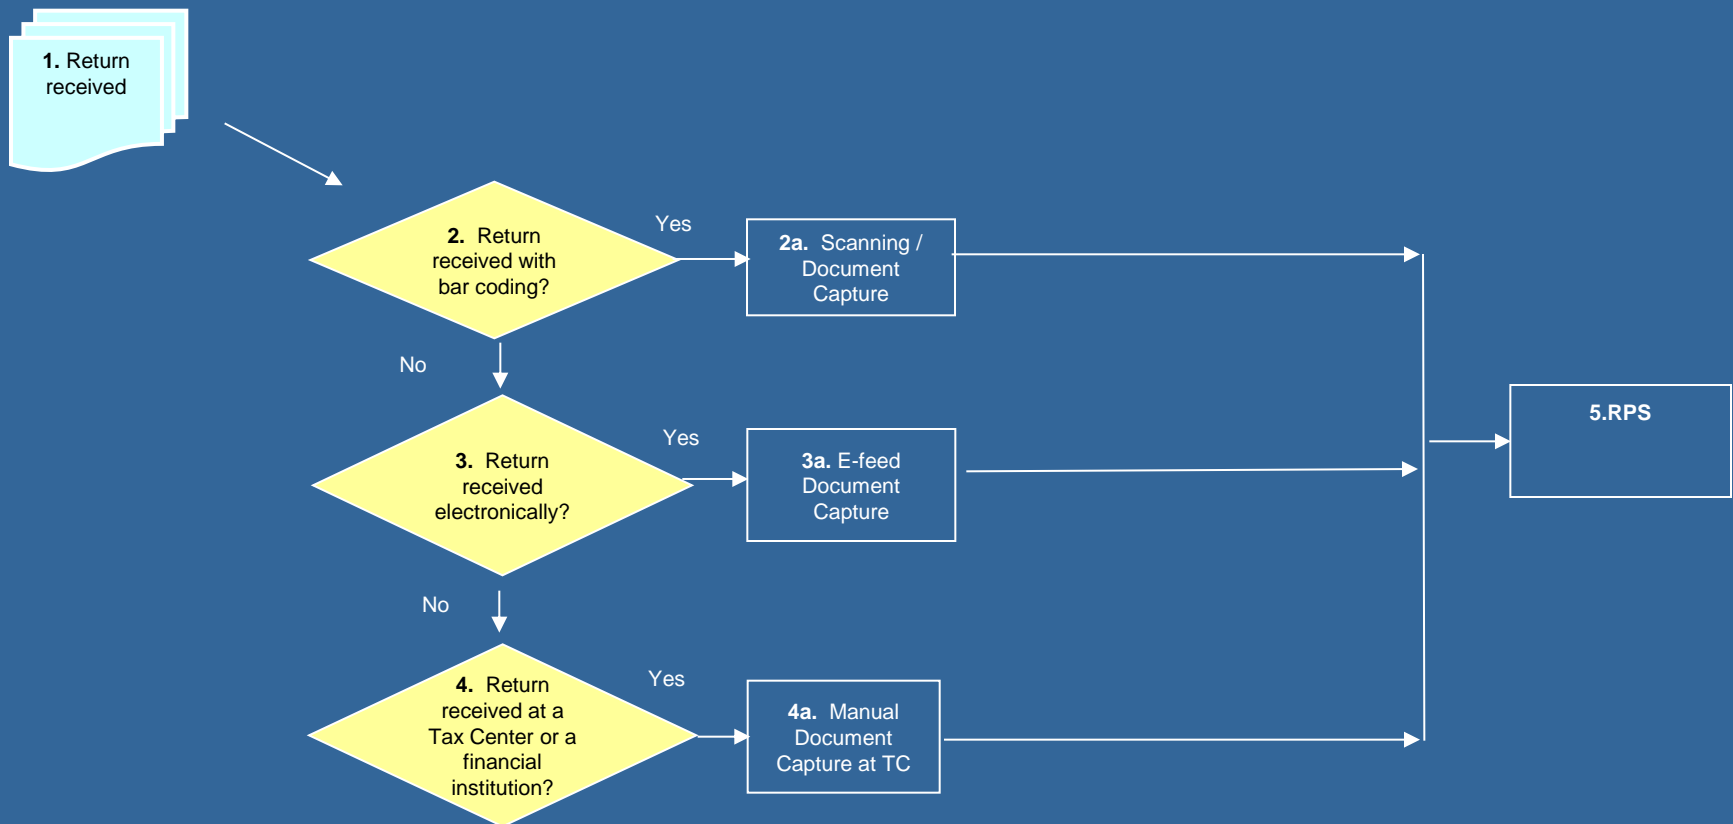 1. Return
received
2. Return
received with
bar coding?
Yes
2a. Scanning /
Document
Capture
No
3. Return
received
electronically?
Yes
3a. E-feed
Document
Capture
5.RPS
No
4. Return
received at a
Tax Center or a
financial
institution?
Yes
4a. Manual
Document
Capture at TC